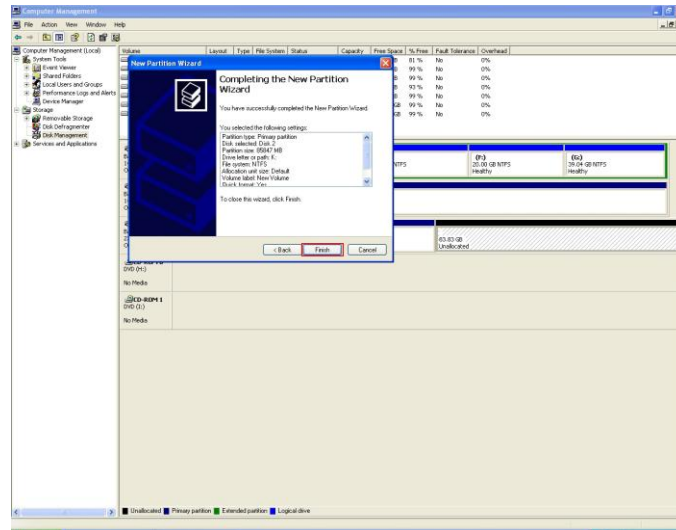 Computer Management
File Action View Window Help
Computer Management (Local)
System Tools
Event Viewer
Shared Folders
Local Users and Groups
Performance Logs and Alerts
Device Manager
Storage
Removable Storage
Disk Defragmenter
Disk Management
Services and Applications
Volume Layout Type File System Status Capacity Free Space % Free Fault Tolerance Overhead
81 % No 0%
99 % No 0%
99 % No 0%
93 % No 0%
99 % No 0%
99 % No 0%
99 % No 0%
New Partition Wizard
Completing the New Partition
Wizard
You have successfully completed the New Partition Wizard.
You selected the following settings:
Partition type: Primary partition
Disk selected: Disk 2
Partition size: 85847 MB
Drive letter or path: K:
File system: NTFS
Allocation unit size: Default
Volume label: New Volume
Quick format: Yes
To close this wizard, click Finish.
< Back Finish Cancel
NTFS
(F:)
20.00 GB NTFS
Healthy
(G:)
39.04 GB NTFS
Healthy
83.83 GB
Unallocated
DVD (H:)
No Media
CD-ROM 1
DVD (I:)
No Media
Unallocated Primary partition Extended partition Logical drive